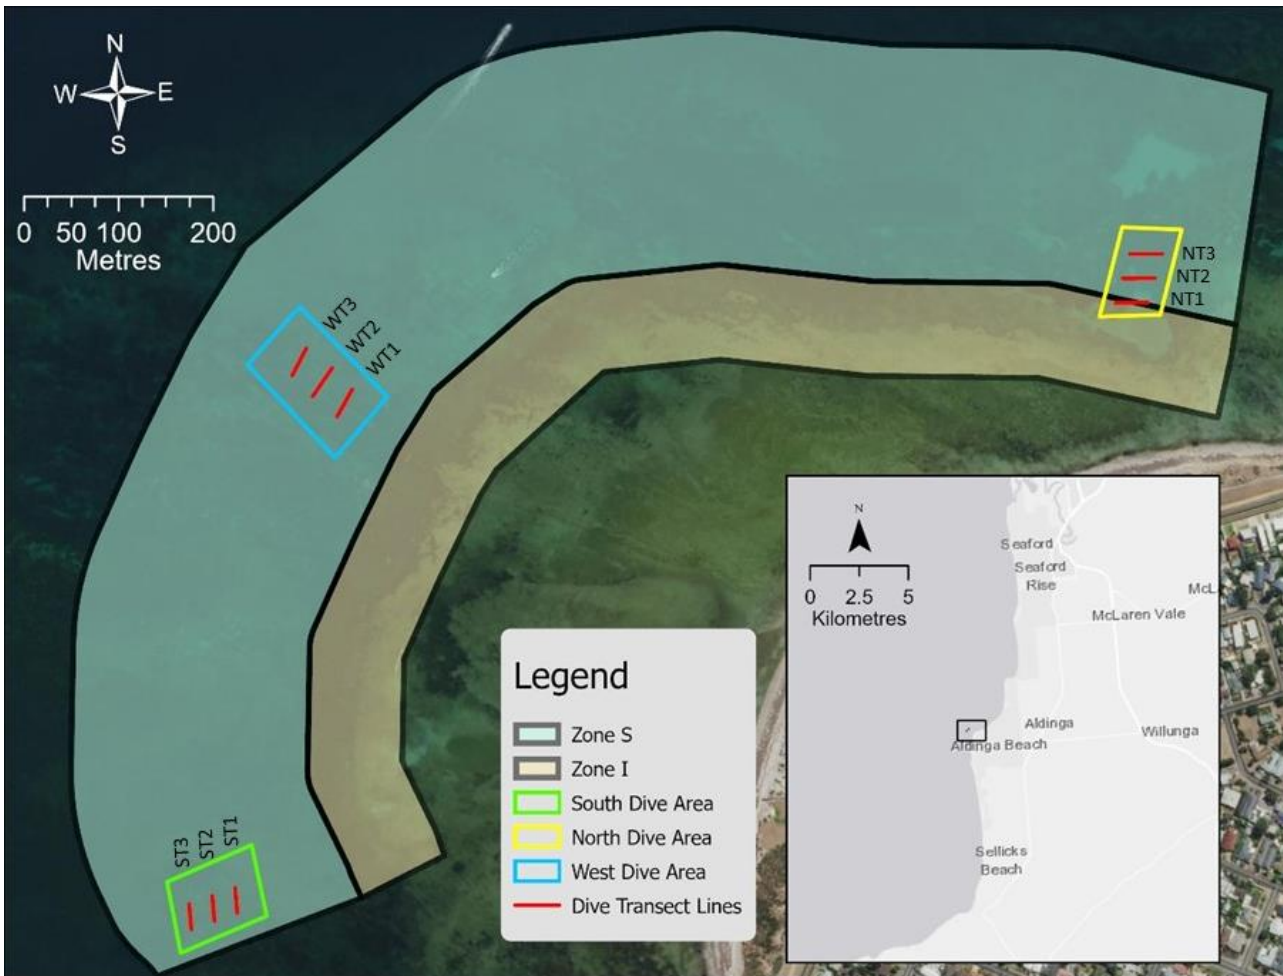 N
W E
S
0 50 100 200
Metres
NT3
NT2
NT1
WT3
WT2
WT1
ST3
ST2
ST1
Legend
Zone S
Zone I
South Dive Area
North Dive Area
West Dive Area
Dive Transect Lines
N
0 2.5 5
Kilometres
Seaford
Seaford
Rise
McL
McLaren Vale
Aldinga
Willunga
Aldinga Beach
Sellicks
Beach